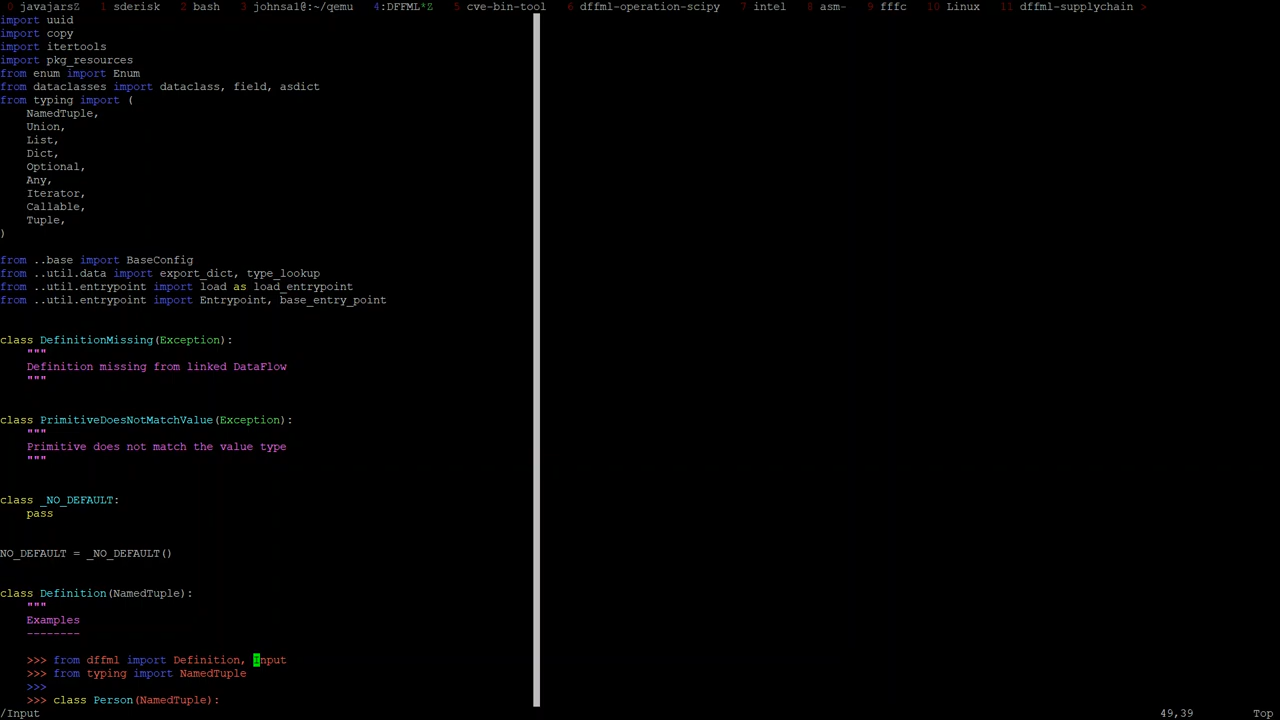 0 javajarsZ 1 sderisk 2 bash 3 johnsal@:~/qemu 4:DFFML*Z 5 cve-bin-tool 6 dffml-operation-scipy 7 intel 8 asm- 9 fffc 10 Linux 11 dffml-supplychain >
import uuid
import copy
import itertools
import pkg_resources
from enum import Enum
from dataclasses import dataclass, field, asdict
from typing import (
    NamedTuple,
    Union,
    List,
    Dict,
    Optional,
    Any,
    Iterator,
    Callable,
    Tuple,
)
from ..base import BaseConfig
from ..util.data import export_dict, type_lookup
from ..util.entrypoint import load as load_entrypoint
from ..util.entrypoint import Entrypoint, base_entry_point
class DefinitionMissing(Exception):
    """
    Definition missing from linked DataFlow
    """
class PrimitiveDoesNotMatchValue(Exception):
    """
    Primitive does not match the value type
    """
class _NO_DEFAULT:
    pass
NO_DEFAULT = _NO_DEFAULT()
class Definition(NamedTuple):
    """
    Examples
    --------
    >>> from dffml import Definition, Input
    >>> from typing import NamedTuple
    >>>
    >>> class Person(NamedTuple):
/Input 49,39 Top